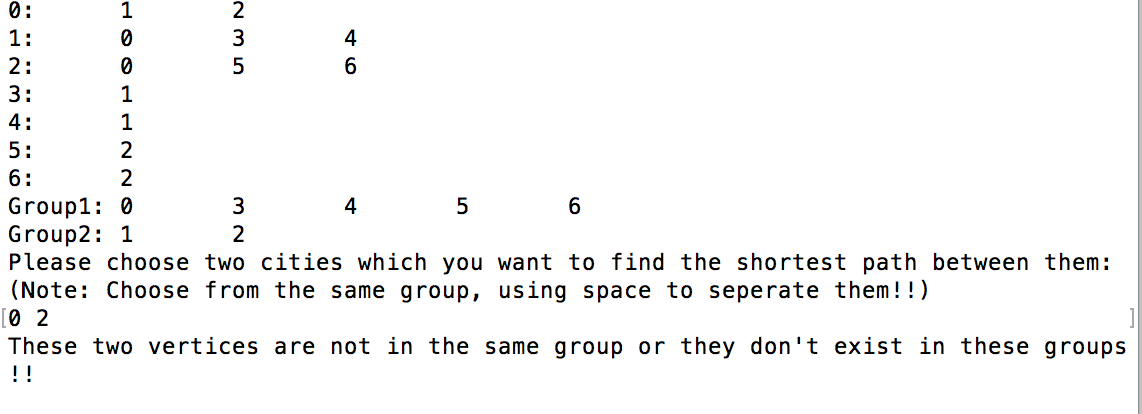 0: 1 2
1: 0 3 4
2: 0 5 6
3: 1
4: 1
5: 2
6: 2
Group1: 0 3 4 5 6
Group2: 1 2
Please choose two cities which you want to find the shortest path between them:
(Note: Choose from the same group, using space to seperate them!!)
[0 2 ]
These two vertices are not in the same group or they don't exist in these groups
!!